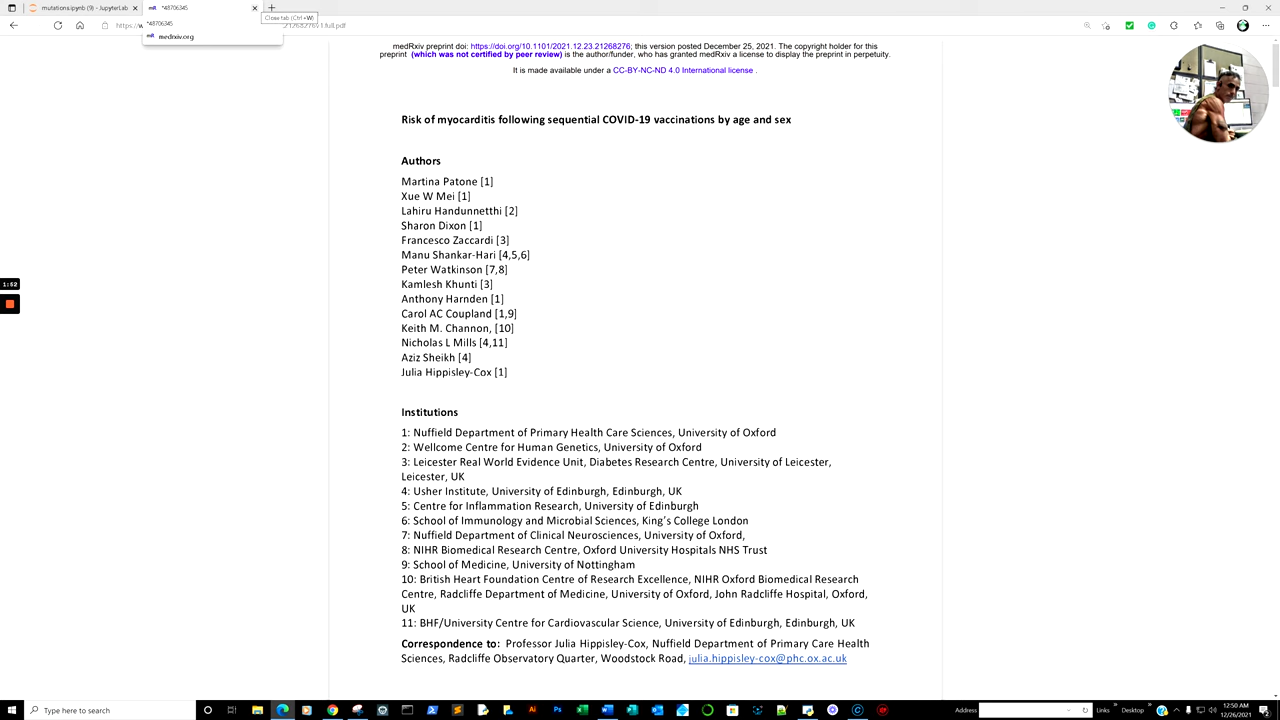 mutations.ipynb (9) - JupyterLab
*48706345
Close tab (Ctrl+W)
*48706345
medrxiv.org
medRxiv preprint doi: https://doi.org/10.1101/2021.12.23.21268276; this version posted December 25, 2021. The copyright holder for this
preprint (which was not certified by peer review) is the author/funder, who has granted medRxiv a license to display the preprint in perpetuity.
It is made available under a CC-BY-NC-ND 4.0 International license .
Risk of myocarditis following sequential COVID-19 vaccinations by age and sex
Authors
Martina Patone [1]
Xue W Mei [1]
Lahiru Handunnetthi [2]
Sharon Dixon [1]
Francesco Zaccardi [3]
Manu Shankar-Hari [4,5,6]
Peter Watkinson [7,8]
Kamlesh Khunti [3]
Anthony Harnden [1]
Carol AC Coupland [1,9]
Keith M. Channon, [10]
Nicholas L Mills [4,11]
Aziz Sheikh [4]
Julia Hippisley-Cox [1]
1:52
Institutions
1: Nuffield Department of Primary Health Care Sciences, University of Oxford
2: Wellcome Centre for Human Genetics, University of Oxford
3: Leicester Real World Evidence Unit, Diabetes Research Centre, University of Leicester,
Leicester, UK
4: Usher Institute, University of Edinburgh, Edinburgh, UK
5: Centre for Inflammation Research, University of Edinburgh
6: School of Immunology and Microbial Sciences, King's College London
7: Nuffield Department of Clinical Neurosciences, University of Oxford,
8: NIHR Biomedical Research Centre, Oxford University Hospitals NHS Trust
9: School of Medicine, University of Nottingham
10: British Heart Foundation Centre of Research Excellence, NIHR Oxford Biomedical Research
Centre, Radcliffe Department of Medicine, University of Oxford, John Radcliffe Hospital, Oxford,
UK
11: BHF/University Centre for Cardiovascular Science, University of Edinburgh, Edinburgh, UK
Correspondence to: Professor Julia Hippisley-Cox, Nuffield Department of Primary Care Health
Sciences, Radcliffe Observatory Quarter, Woodstock Road, julia.hippisley-cox@phc.ox.ac.uk
Type here to search
Address
Links
Desktop
12:50 AM
12/26/2021